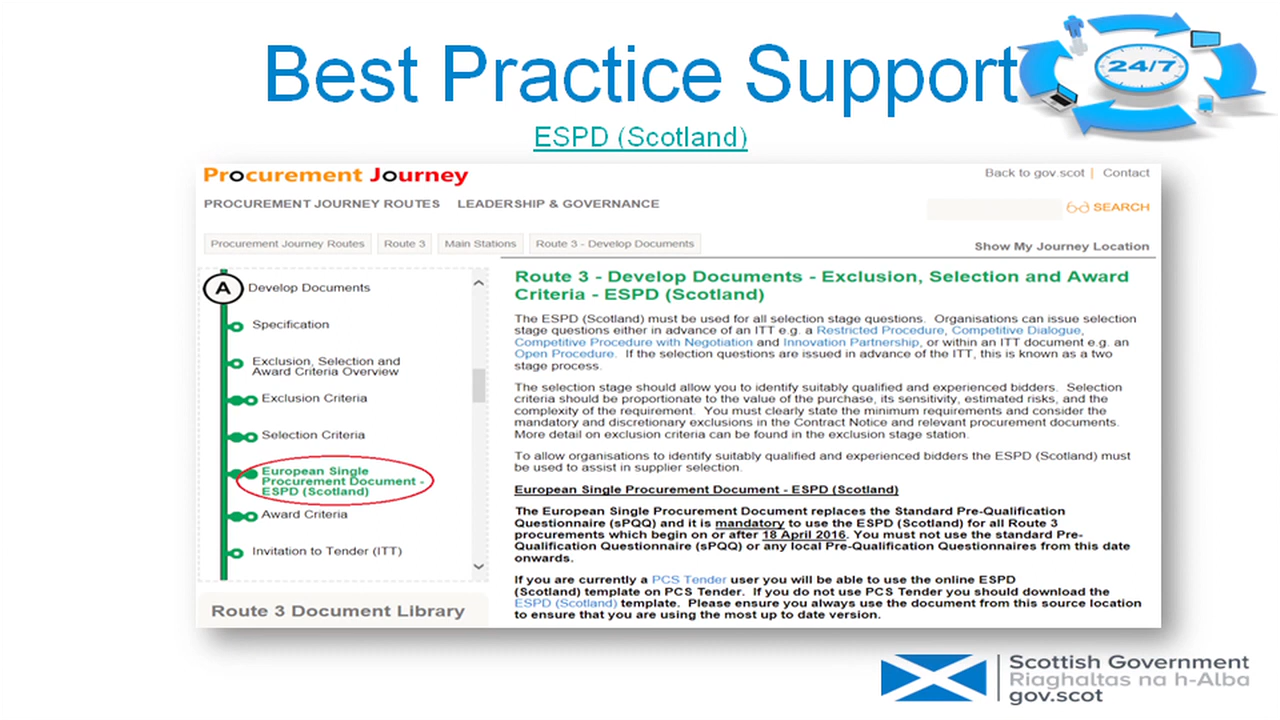 Best Practice Support
24/7
ESPD (Scotland)
Procurement Journey
Back to gov.scot | Contact
PROCUREMENT JOURNEY ROUTES LEADERSHIP & GOVERNANCE
SEARCH
Procurement Journey Routes Route 3 Main Stations Route 3 - Develop Documents
Show My Journey Location
A Develop Documents
Specification
Exclusion, Selection and
Award Criteria Overview
Exclusion Criteria
Selection Criteria
European Single
Procurement Document -
ESPD (Scotland)
Award Criteria
Invitation to Tender (ITT)
Route 3 Document Library
Route 3 - Develop Documents - Exclusion, Selection and Award
Criteria - ESPD (Scotland)
The ESPD (Scotland) must be used for all selection stage questions. Organisations can issue selection
stage questions either in advance of an ITT e.g. a Restricted Procedure, Competitive Dialogue,
Competitive Procedure with Negotiation and Innovation Partnership, or within an ITT document e.g. an
Open Procedure. If the selection questions are issued in advance of the ITT, this is known as a two
stage process.
The selection stage should allow you to identify suitably qualified and experienced bidders. Selection
criteria should be proportionate to the value of the purchase, its sensitivity, estimated risks, and the
complexity of the requirement. You must clearly state the minimum requirements and consider the
mandatory and discretionary exclusions in the Contract Notice and relevant procurement documents.
More detail on exclusion criteria can be found in the exclusion stage station.
To allow organisations to identify suitably qualified and experienced bidders the ESPD (Scotland) must
be used to assist in supplier selection.
European Single Procurement Document - ESPD (Scotland)
The European Single Procurement Document replaces the Standard Pre-Qualification
Questionnaire (sPQQ) and it is mandatory to use the ESPD (Scotland) for all Route 3
procurements which begin on or after 18 April 2016. You must not use the standard Pre-
Qualification Questionnaire (sPQQ) or any local Pre-Qualification Questionnaires from this date
onwards.
If you are currently a PCS Tender user you will be able to use the online ESPD
(Scotland) template on PCS Tender. If you do not use PCS Tender you should download the
ESPD (Scotland) template. Please ensure you always use the document from this source location
to ensure that you are using the most up to date version.
Scottish Government
Riaghaltas na h-Alba
gov.scot